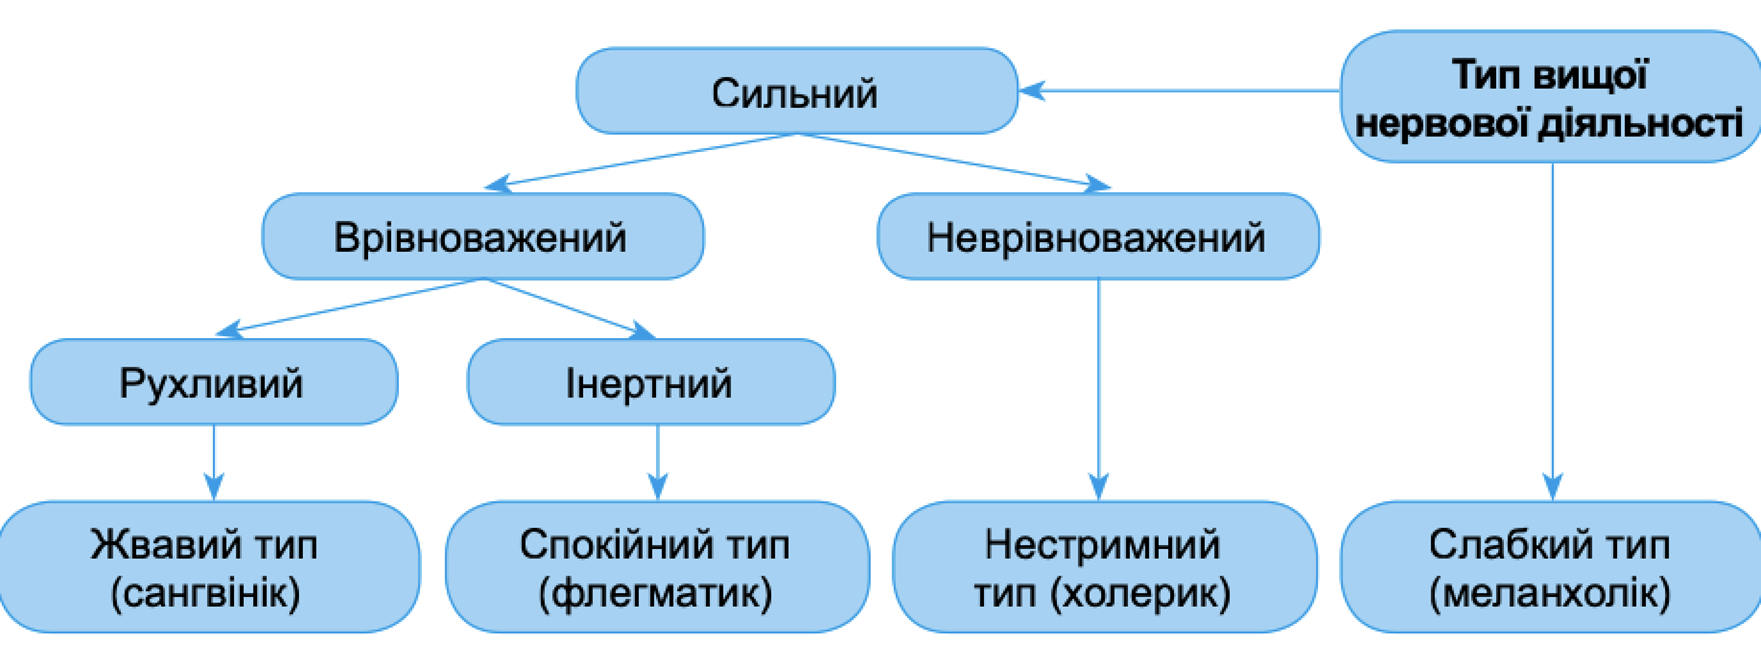 Тип вищої
нервової діяльності
Сильний
Врівноважений
Неврівноважений
Рухливий
Інертний
Жвавий тип
(сангвінік)
Спокійний тип
(флегматик)
Нестримний
тип (холерик)
Слабкий тип
(меланхолік)